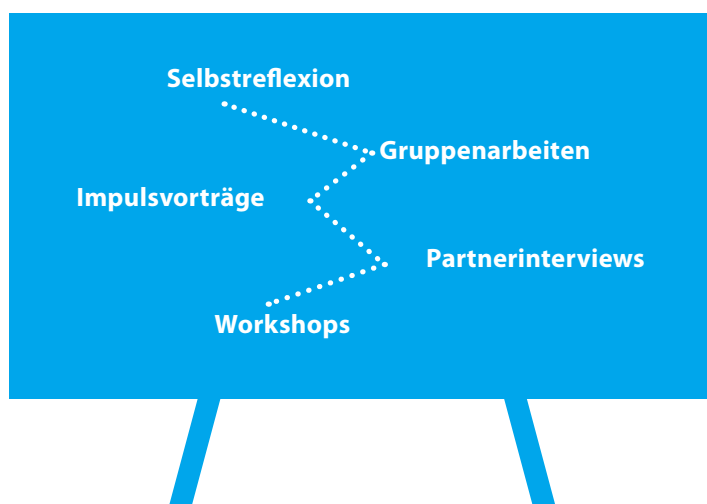 Selbstreflexion
Gruppenarbeiten
Impulsvorträge
Partnerinterviews
Workshops